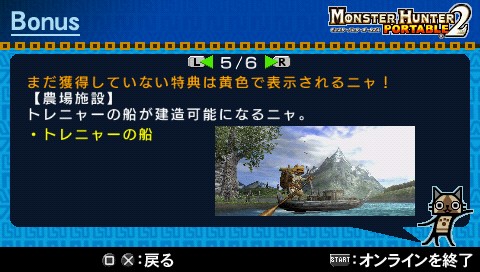 Bonus
MONSTER HUNTER
PORTABLE 2
L 5/6 R
まだ獲得していない特典は黄色で表示されるニャ！
【農場施設】
トレニャーの船が建造可能になるニャ。
・トレニャーの船
□ ×:戻る
START:オンラインを終了